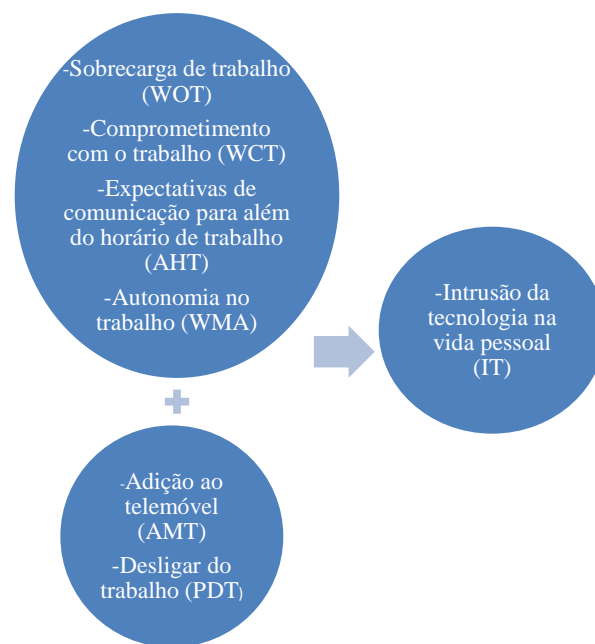 -Sobrecarga de trabalho
(WOT)
-Comprometimento
com o trabalho (WCT)
-Expectativas de
comunicação para além
do horário de trabalho
(AHT)
-Autonomia no
trabalho (WMA)
-Intrusão da
tecnologia na
vida pessoal
(IT)
-Adição ao
telemóvel
(AMT)
-Desligar do
trabalho (PDT)